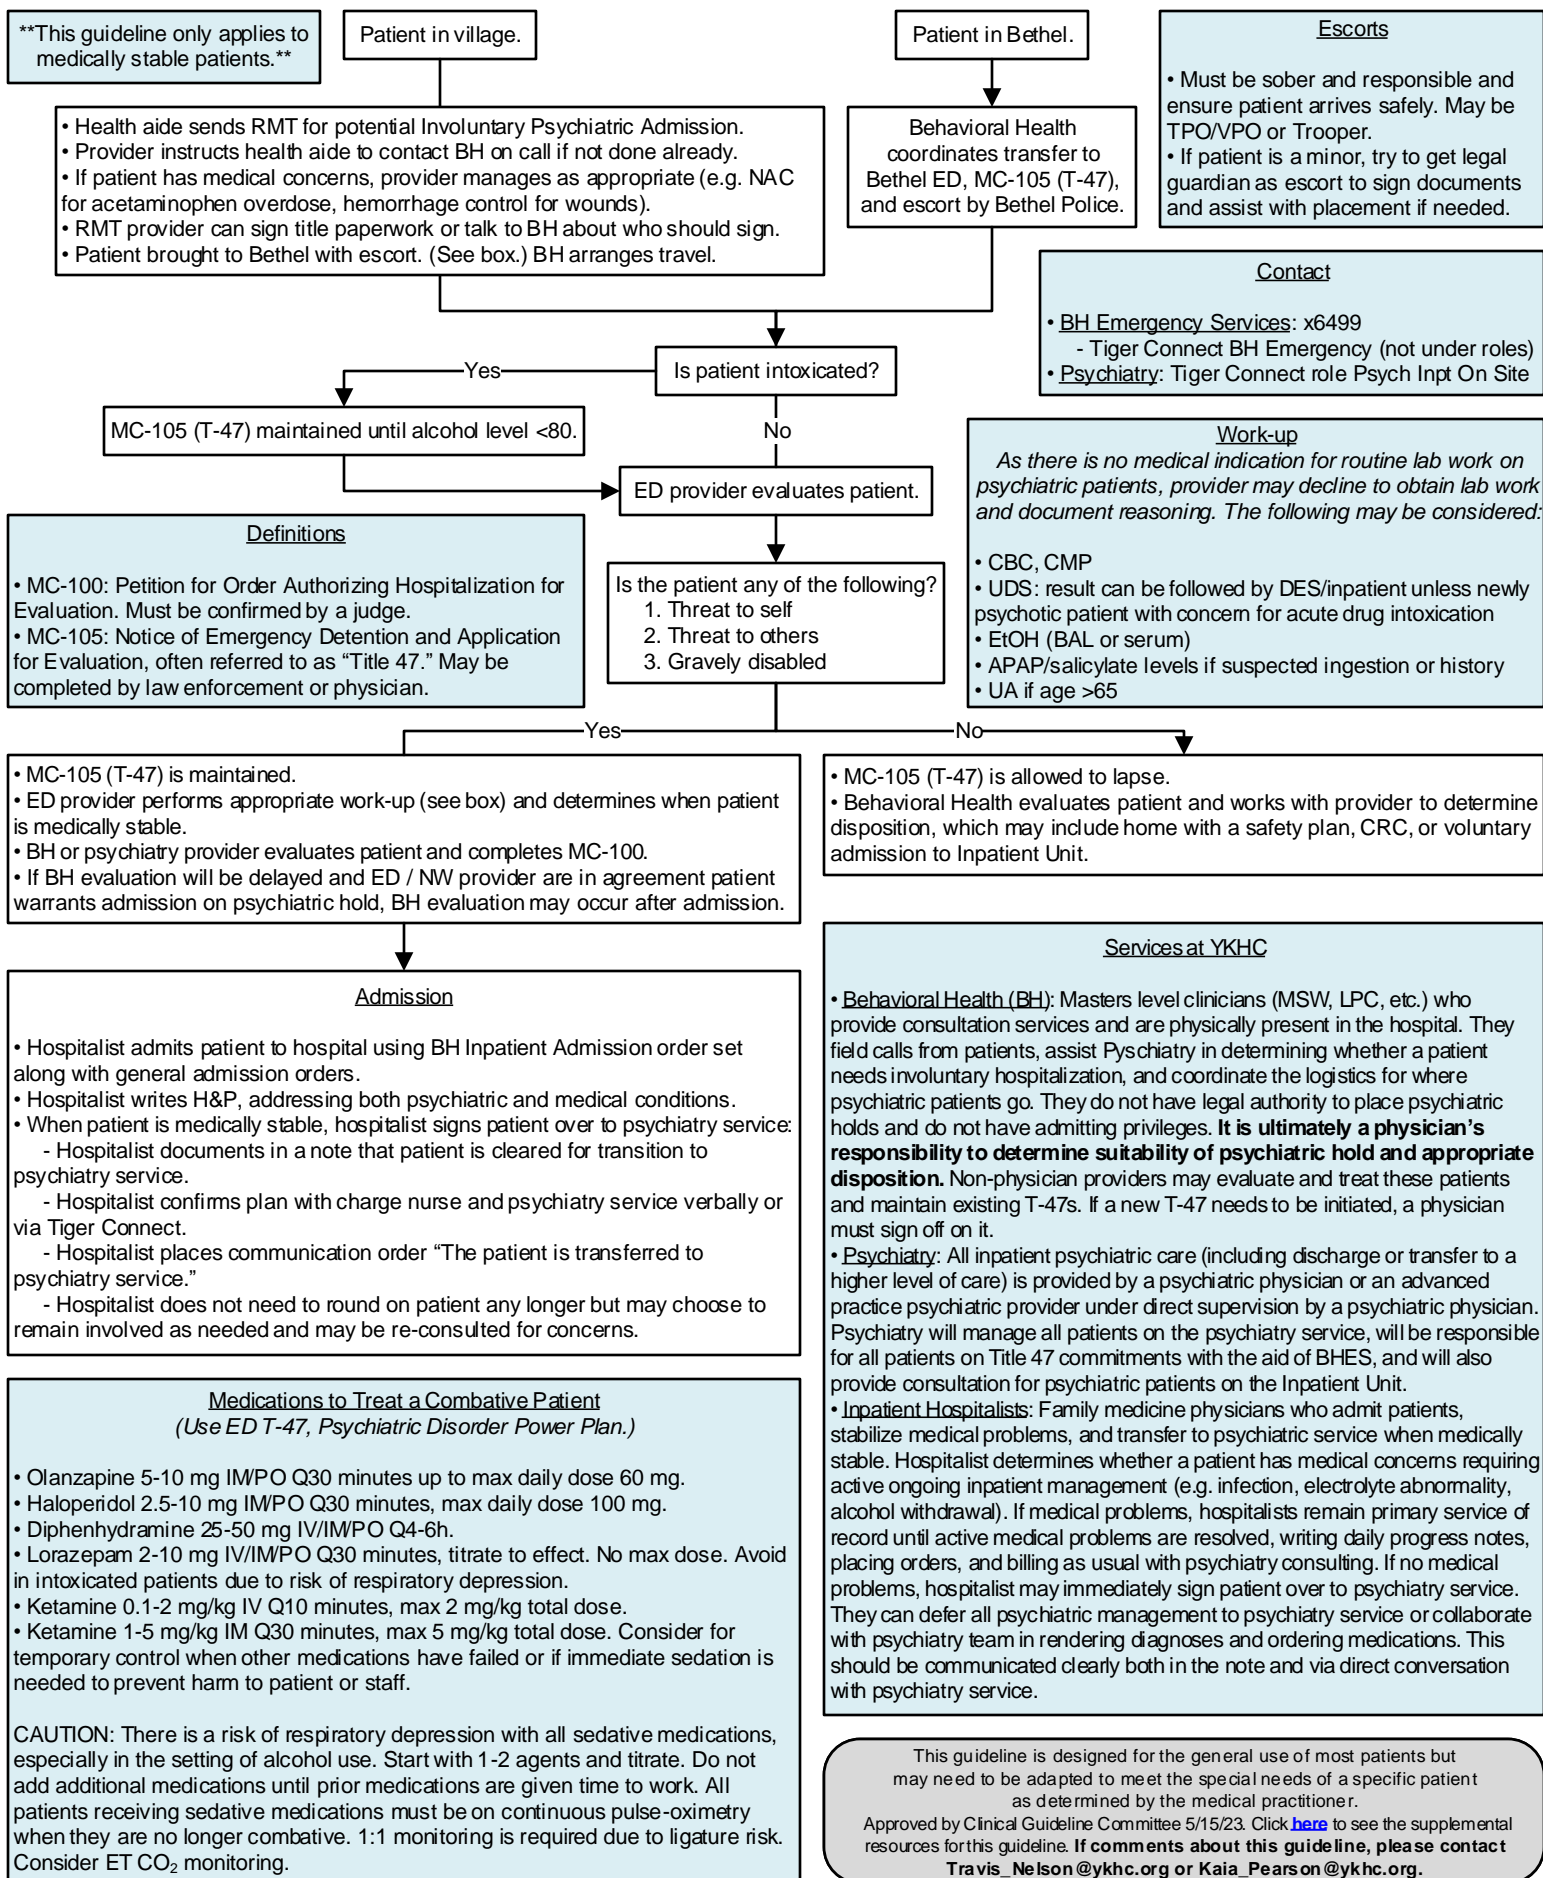 **This guideline only applies to
medically stable patients.**
Patient in village.
Patient in Bethel.
Escorts
• Must be sober and responsible and
ensure patient arrives safely. May be
TPO/VPO or Trooper.
• If patient is a minor, try to get legal
guardian as escort to sign documents
and assist with placement if needed.
• Health aide sends RMT for potential Involuntary Psychiatric Admission.
• Provider instructs health aide to contact BH on call if not done already.
• If patient has medical concerns, provider manages as appropriate (e.g. NAC
for acetaminophen overdose, hemorrhage control for wounds).
• RMT provider can sign title paperwork or talk to BH about who should sign.
• Patient brought to Bethel with escort. (See box.) BH arranges travel.
Behavioral Health
coordinates transfer to
Bethel ED, MC-105 (T-47),
and escort by Bethel Police.
Contact
• BH Emergency Services: x6499
- Tiger Connect BH Emergency (not under roles)
• Psychiatry: Tiger Connect role Psych Inpt On Site
Is patient intoxicated?
Yes
No
MC-105 (T-47) maintained until alcohol level <80.
ED provider evaluates patient.
Work-up
As there is no medical indication for routine lab work on
psychiatric patients, provider may decline to obtain lab work
and document reasoning. The following may be considered:
• CBC, CMP
• UDS: result can be followed by DES/inpatient unless newly
psychotic patient with concern for acute drug intoxication
• EtOH (BAL or serum)
• APAP/salicylate levels if suspected ingestion or history
• UA if age >65
Definitions
• MC-100: Petition for Order Authorizing Hospitalization for
Evaluation. Must be confirmed by a judge.
• MC-105: Notice of Emergency Detention and Application
for Evaluation, often referred to as “Title 47.” May be
completed by law enforcement or physician.
Is the patient any of the following?
1. Threat to self
2. Threat to others
3. Gravely disabled
Yes
No
• MC-105 (T-47) is maintained.
• ED provider performs appropriate work-up (see box) and determines when patient
is medically stable.
• BH or psychiatry provider evaluates patient and completes MC-100.
• If BH evaluation will be delayed and ED / NW provider are in agreement patient
warrants admission on psychiatric hold, BH evaluation may occur after admission.
• MC-105 (T-47) is allowed to lapse.
• Behavioral Health evaluates patient and works with provider to determine
disposition, which may include home with a safety plan, CRC, or voluntary
admission to Inpatient Unit.
Admission
• Hospitalist admits patient to hospital using BH Inpatient Admission order set
along with general admission orders.
• Hospitalist writes H&P, addressing both psychiatric and medical conditions.
• When patient is medically stable, hospitalist signs patient over to psychiatry service:
- Hospitalist documents in a note that patient is cleared for transition to
psychiatry service.
- Hospitalist confirms plan with charge nurse and psychiatry service verbally or
via Tiger Connect.
- Hospitalist places communication order “The patient is transferred to
psychiatry service.”
- Hospitalist does not need to round on patient any longer but may choose to
remain involved as needed and may be re-consulted for concerns.
Services at YKHC
• Behavioral Health (BH): Masters level clinicians (MSW, LPC, etc.) who
provide consultation services and are physically present in the hospital. They
field calls from patients, assist Pyschiatry in determining whether a patient
needs involuntary hospitalization, and coordinate the logistics for where
psychiatric patients go. They do not have legal authority to place psychiatric
holds and do not have admitting privileges. It is ultimately a physician’s
responsibility to determine suitability of psychiatric hold and appropriate
disposition. Non-physician providers may evaluate and treat these patients
and maintain existing T-47s. If a new T-47 needs to be initiated, a physician
must sign off on it.
• Psychiatry: All inpatient psychiatric care (including discharge or transfer to a
higher level of care) is provided by a psychiatric physician or an advanced
practice psychiatric provider under direct supervision by a psychiatric physician.
Psychiatry will manage all patients on the psychiatry service, will be responsible
for all patients on Title 47 commitments with the aid of BHES, and will also
provide consultation for psychiatric patients on the Inpatient Unit.
• Inpatient Hospitalists: Family medicine physicians who admit patients,
stabilize medical problems, and transfer to psychiatric service when medically
stable. Hospitalist determines whether a patient has medical concerns requiring
active ongoing inpatient management (e.g. infection, electrolyte abnormality,
alcohol withdrawal). If medical problems, hospitalists remain primary service of
record until active medical problems are resolved, writing daily progress notes,
placing orders, and billing as usual with psychiatry consulting. If no medical
problems, hospitalist may immediately sign patient over to psychiatry service.
They can defer all psychiatric management to psychiatry service or collaborate
with psychiatry team in rendering diagnoses and ordering medications. This
should be communicated clearly both in the note and via direct conversation
with psychiatry service.
Medications to Treat a Combative Patient
(Use ED T-47, Psychiatric Disorder Power Plan.)
• Olanzapine 5-10 mg IM/PO Q30 minutes up to max daily dose 60 mg.
• Haloperidol 2.5-10 mg IM/PO Q30 minutes, max daily dose 100 mg.
• Diphenhydramine 25-50 mg IV/IM/PO Q4-6h.
• Lorazepam 2-10 mg IV/IM/PO Q30 minutes, titrate to effect. No max dose. Avoid
in intoxicated patients due to risk of respiratory depression.
• Ketamine 0.1-2 mg/kg IV Q10 minutes, max 2 mg/kg total dose.
• Ketamine 1-5 mg/kg IM Q30 minutes, max 5 mg/kg total dose. Consider for
temporary control when other medications have failed or if immediate sedation is
needed to prevent harm to patient or staff.
CAUTION: There is a risk of respiratory depression with all sedative medications,
especially in the setting of alcohol use. Start with 1-2 agents and titrate. Do not
add additional medications until prior medications are given time to work. All
patients receiving sedative medications must be on continuous pulse-oximetry
when they are no longer combative. 1:1 monitoring is required due to ligature risk.
Consider ET CO₂ monitoring.
This guideline is designed for the general use of most patients but
may need to be adapted to meet the special needs of a specific patient
as determined by the medical practitioner.
Approved by Clinical Guideline Committee 5/15/23. Click here to see the supplemental
resources for this guideline. If comments about this guideline, please contact
Travis_Nelson@ykhc.org or Kaia_Pearson@ykhc.org.